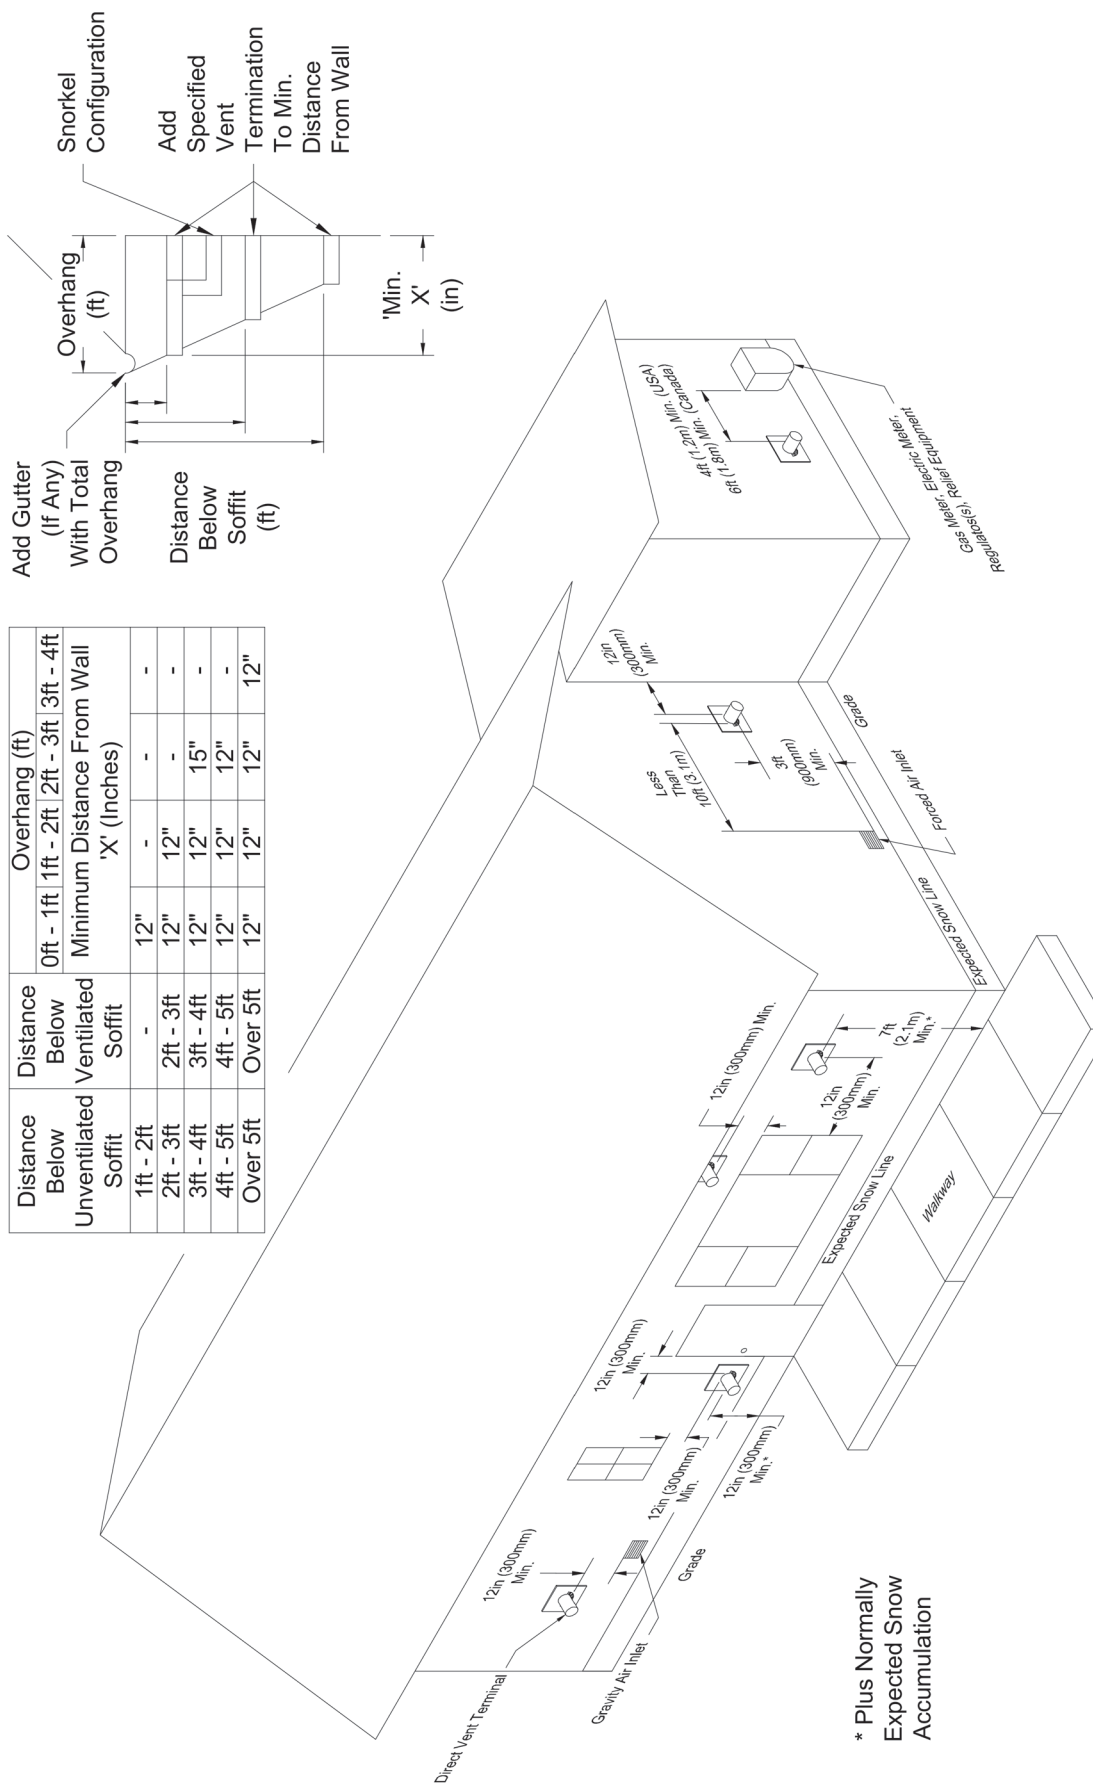 Distance
Below
Unventilated
Soffit
Distance
Below
Ventilated
Soffit
Overhang (ft)
0ft - 1ft 1ft - 2ft 2ft - 3ft 3ft - 4ft
Minimum Distance From Wall
'X' (Inches)
1ft - 2ft - 12" - - -
2ft - 3ft 2ft - 3ft 12" 12" - -
3ft - 4ft 3ft - 4ft 12" 12" 15" -
4ft - 5ft 4ft - 5ft 12" 12" 12" -
Over 5ft Over 5ft 12" 12" 12" 12"
Add Gutter
(If Any)
With Total
Overhang
Overhang
(ft)
Snorkel
Configuration
Distance
Below
Soffit
(ft)
'Min.
X'
(in)
Add
Specified
Vent
Termination
To Min.
Distance
From Wall
Direct Vent Terminal
12in (300mm)
Min.
Gravity Air Inlet
Grade
12in (300mm)
Min.
12in (300mm)
Min.*
12in (300mm)
Min.
12in (300mm) Min.
12in
(300mm)
Min.
7ft
(2.1m)
Min.*
Expected Snow Line
Walkway
Expected Snow Line
Less
Than
10ft (3.1m)
12in
(300mm)
Min.
3ft
(900mm)
Min.
Forced Air Inlet
Grade
4ft (1.2m) Min. (USA)
6ft (1.8m) Min. (Canada)
Gas Meter, Electric Meter,
Regulatos(s), Relief Equipment
* Plus Normally
Expected Snow
Accumulation